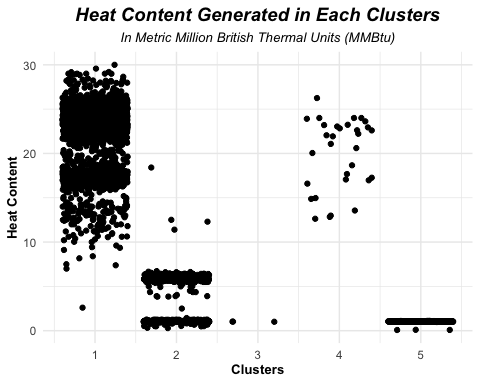 Heat Content Generated in Each Clusters
In Metric Million British Thermal Units (MMBtu)
30
20
10
0
Heat Content
1 2 3 4 5
Clusters